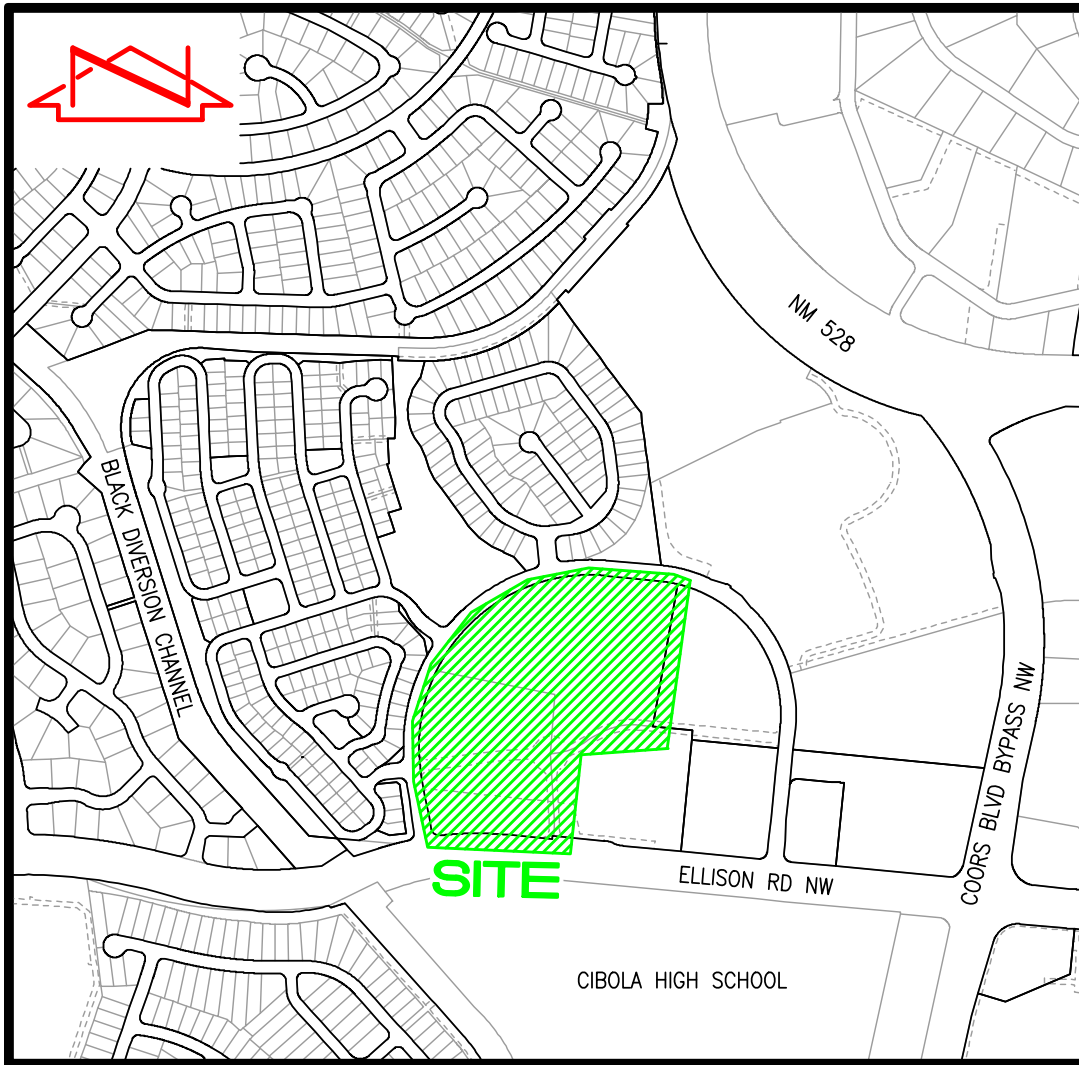 NM 528
BLACK DIVERSION CHANNEL
COORS BLVD BYPASS NW
SITE
ELLISON RD NW
CIBOLA HIGH SCHOOL